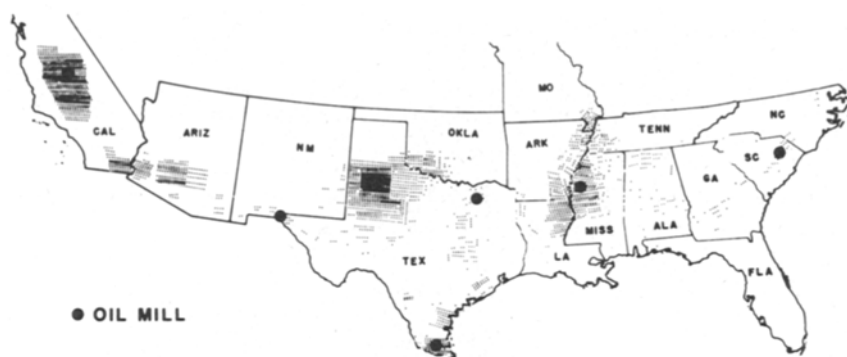 MO
NC
TENN
OKLA
ARK
CAL
ARIZ
NM
SC
GA
MISS
ALA
TEX
LA
FLA
OIL MILL